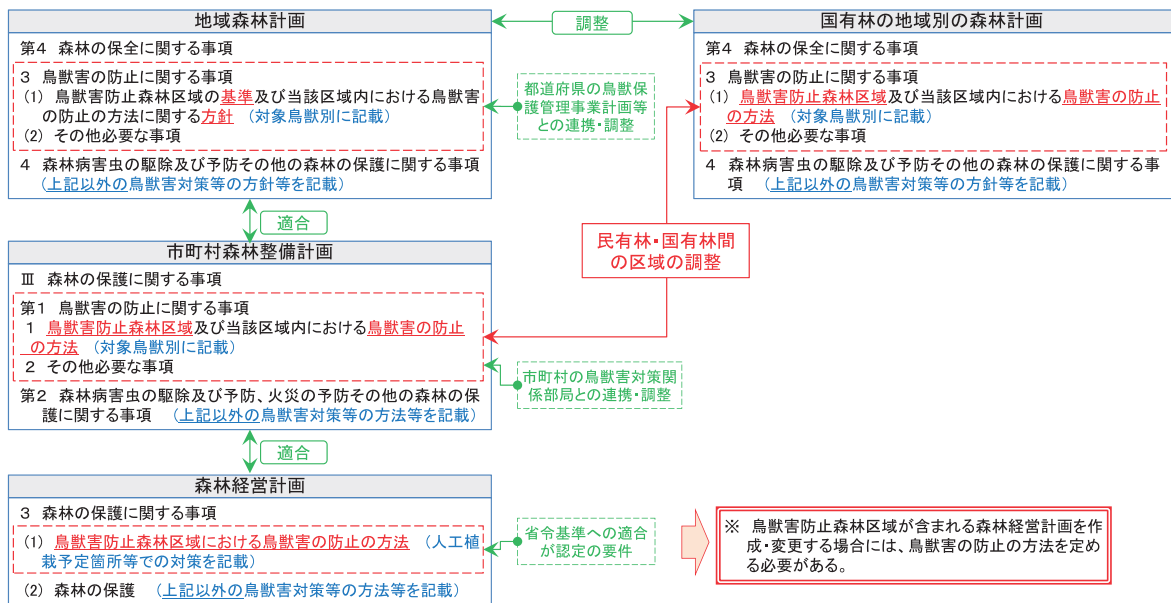 地域森林計画
第4 森林の保全に関する事項
3 鳥獣害の防止に関する事項
(1) 鳥獣害防止森林区域の基準及び当該区域内における鳥獣害
の防止の方法に関する方針 (対象鳥獣別に記載)
(2) その他必要な事項
4 森林病害虫の駆除及び予防その他の森林の保護に関する事項
(上記以外の鳥獣害対策等の方針等を記載)
調整
国有林の地域別の森林計画
第4 森林の保全に関する事項
3 鳥獣害の防止に関する事項
(1) 鳥獣害防止森林区域及び当該区域内における鳥獣害の防止
の方法 (対象鳥獣別に記載)
(2) その他必要な事項
4 森林病害虫の駆除及び予防その他の森林の保護に関する事
項 (上記以外の鳥獣害対策等の方針等を記載)
都道府県の鳥獣保
護管理事業計画等
との連携・調整
適合
民有林・国有林間
の区域の調整
市町村森林整備計画
Ⅲ 森林の保護に関する事項
第1 鳥獣害の防止に関する事項
1 鳥獣害防止森林区域及び当該区域内における鳥獣害の防止
の方法 (対象鳥獣別に記載)
2 その他必要な事項
第2 森林病害虫の駆除及び予防、火災の予防その他の森林の保
護に関する事項 (上記以外の鳥獣害対策等の方法等を記載)
市町村の鳥獣害対策関
係部局との連携・調整
適合
森林経営計画
3 森林の保護に関する事項
(1) 鳥獣害防止森林区域における鳥獣害の防止の方法 (人工植
栽予定箇所等での対策を記載)
(2) 森林の保護 (上記以外の鳥獣害対策等の方法等を記載)
省令基準への適合
が認定の要件
※ 鳥獣害防止森林区域が含まれる森林経営計画を作
成・変更する場合には、鳥獣害の防止の方法を定め
る必要がある。